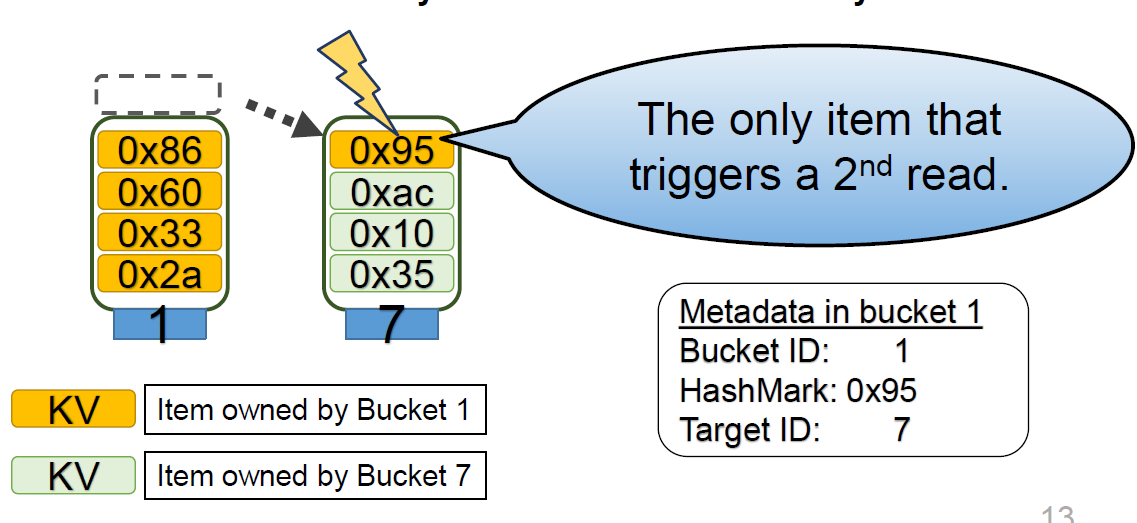 0x86
0x60
0x33
0x2a
1
0x95
0xac
0x10
0x35
7
The only item that
triggers a 2nd read.
Metadata in bucket 1
Bucket ID: 1
HashMark: 0x95
Target ID: 7
KV Item owned by Bucket 1
KV Item owned by Bucket 7
13